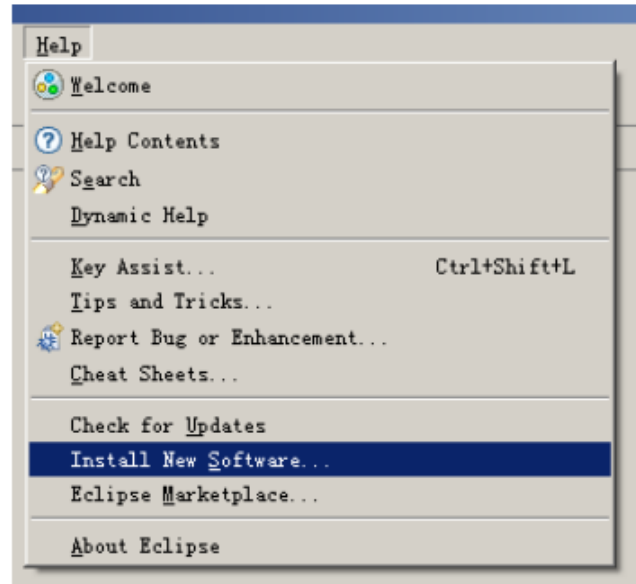 Help
Welcome
Help Contents
Search
Dynamic Help
Key Assist... Ctrl+Shift+L
Tips and Tricks...
Report Bug or Enhancement...
Cheat Sheets...
Check for Updates
Install New Software...
Eclipse Marketplace...
About Eclipse